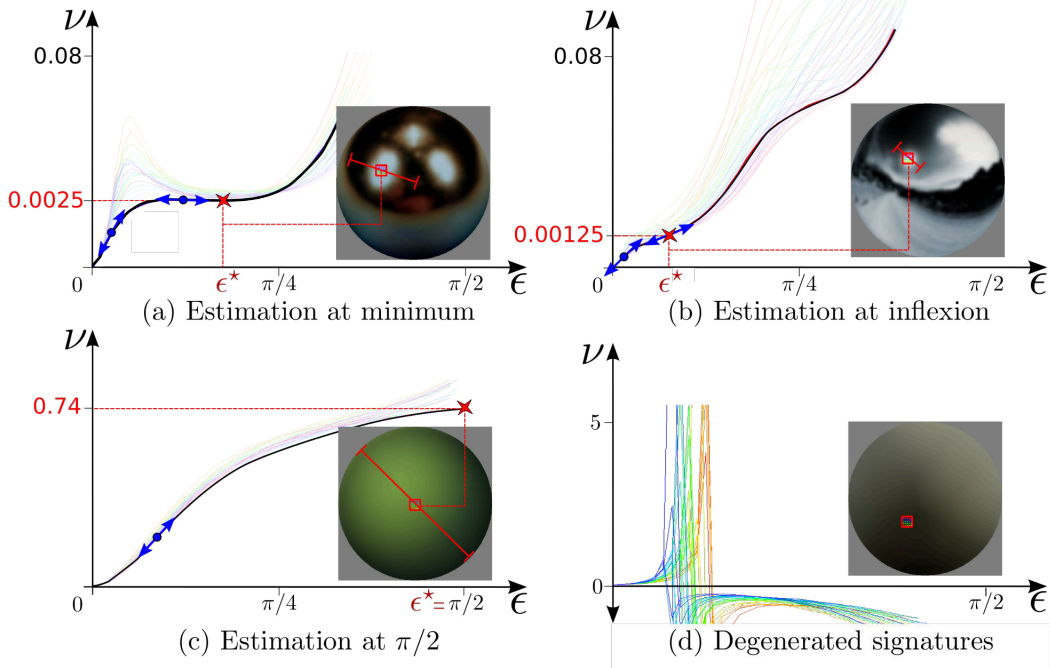 ν
0.08
0.0025
0
ϵ⋆
π/4
π/2
ϵ
(a) Estimation at minimum
ν
0.08
0.00125
0
ϵ⋆
π/4
π/2
ϵ
(b) Estimation at inflexion
ν
0.74
0
π/4
ϵ⋆=π/2
ϵ
(c) Estimation at π/2
ν
5
0
π/2
ϵ
(d) Degenerated signatures